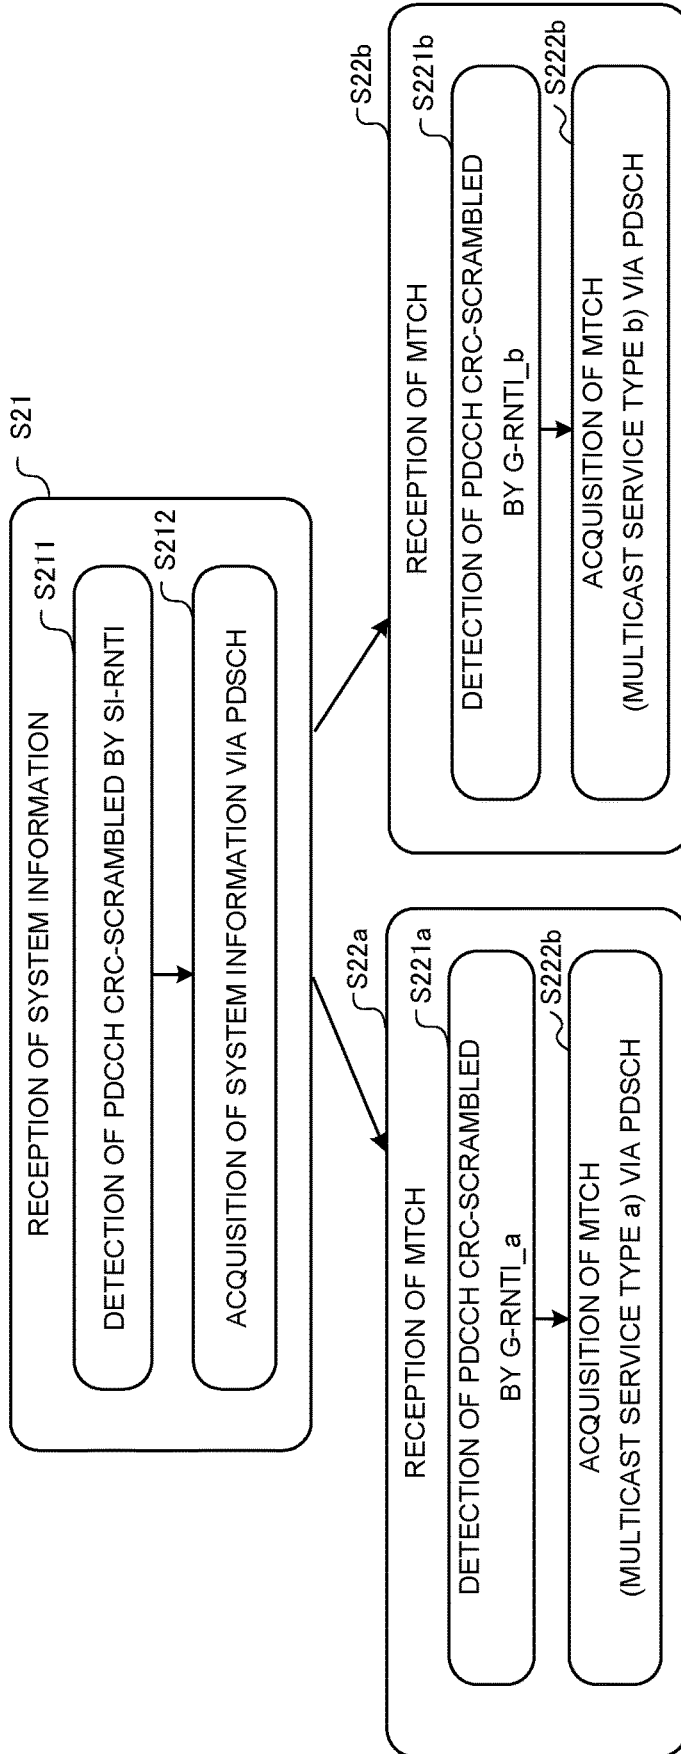 S21
RECEPTION OF SYSTEM INFORMATION
S211
DETECTION OF PDCCH CRC-SCRAMBLED BY SI-RNTI
S212
ACQUISITION OF SYSTEM INFORMATION VIA PDSCH
S22a
RECEPTION OF MTCH
S221a
DETECTION OF PDCCH CRC-SCRAMBLED
BY G-RNTI_a
S222b
ACQUISITION OF MTCH
(MULTICAST SERVICE TYPE a) VIA PDSCH
S22b
RECEPTION OF MTCH
S221b
DETECTION OF PDCCH CRC-SCRAMBLED
BY G-RNTI_b
S222b
ACQUISITION OF MTCH
(MULTICAST SERVICE TYPE b) VIA PDSCH